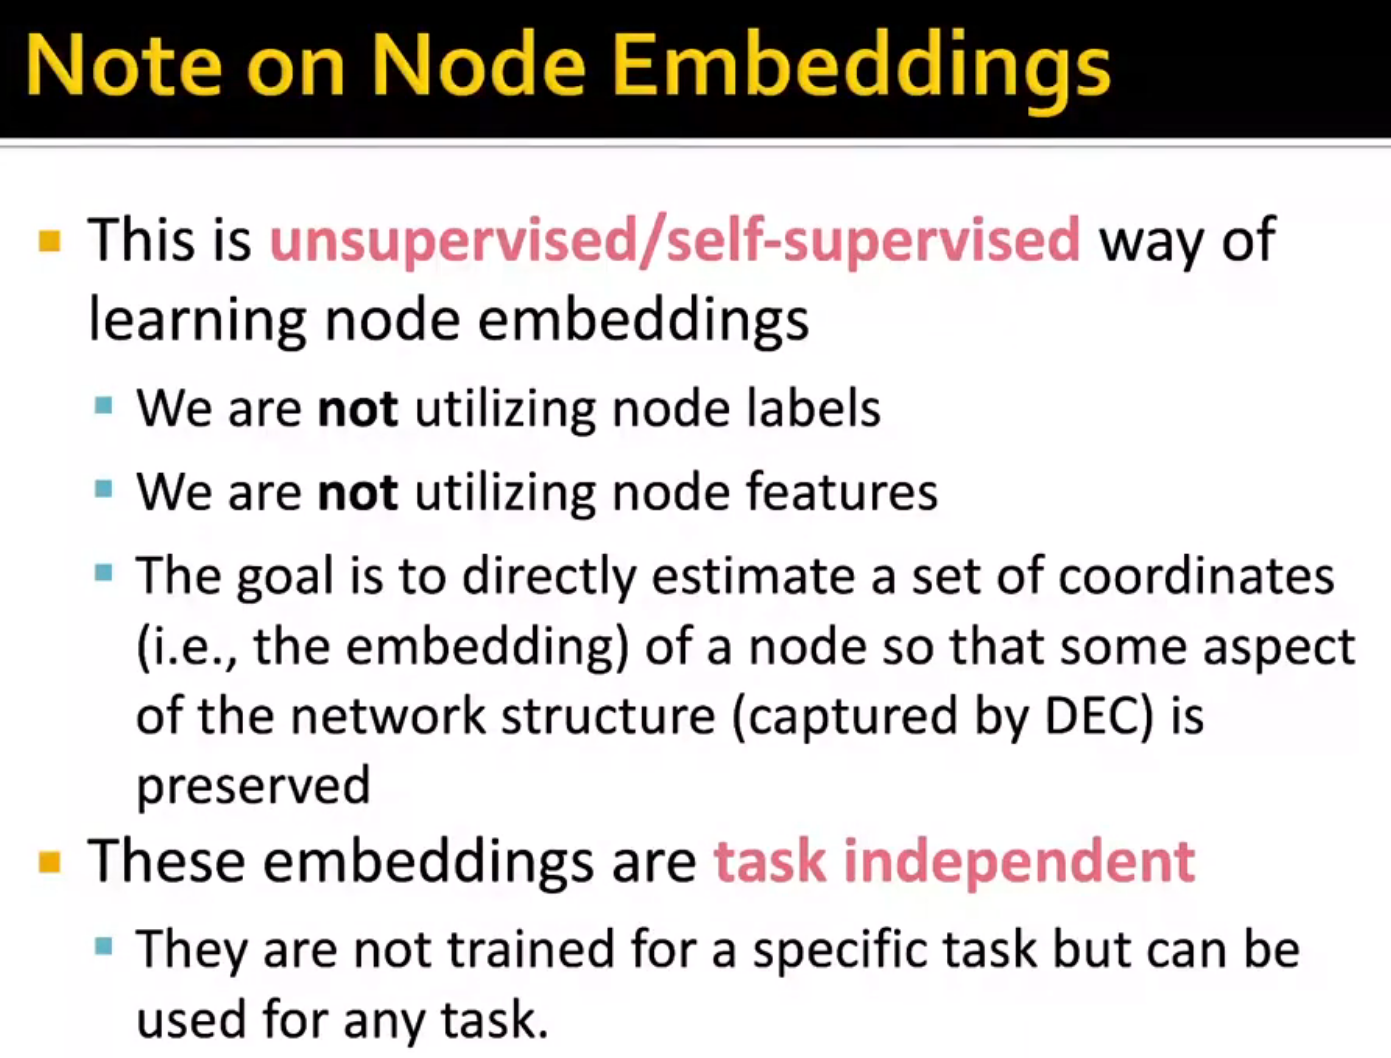 Note on Node Embeddings
This is unsupervised/self-supervised way of
learning node embeddings
We are not utilizing node labels
We are not utilizing node features
The goal is to directly estimate a set of coordinates
(i.e., the embedding) of a node so that some aspect
of the network structure (captured by DEC) is
preserved
These embeddings are task independent
They are not trained for a specific task but can be
used for any task.